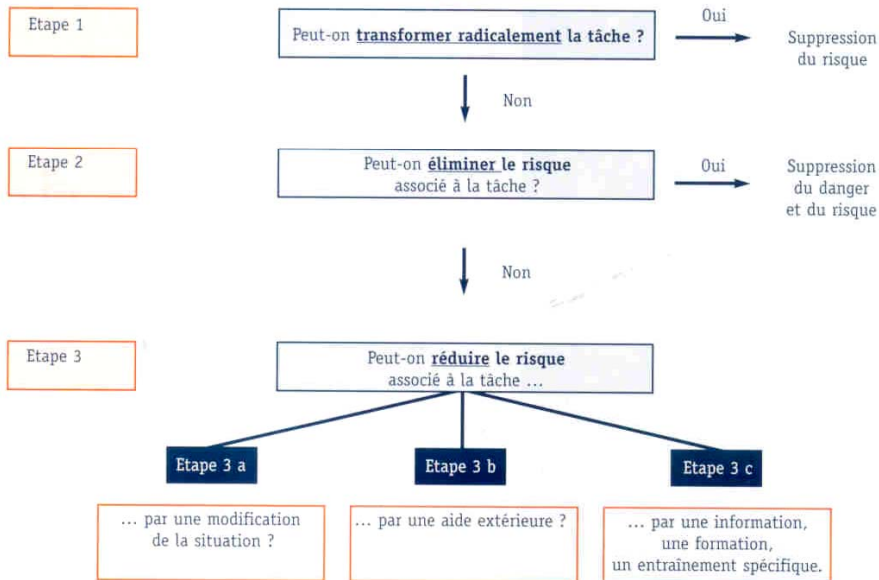 Etape 1
Peut-on transformer radicalement la tâche ?
Oui
Suppression
du risque
Non
Etape 2
Peut-on éliminer le risque
associé à la tâche ?
Oui
Suppression
du danger
et du risque
Non
Etape 3
Peut-on réduire le risque
associé à la tâche ...
Etape 3 a
Etape 3 b
Etape 3 c
... par une modification
de la situation ?
... par une aide extérieure ?
... par une information,
une formation,
un entraînement spécifique.